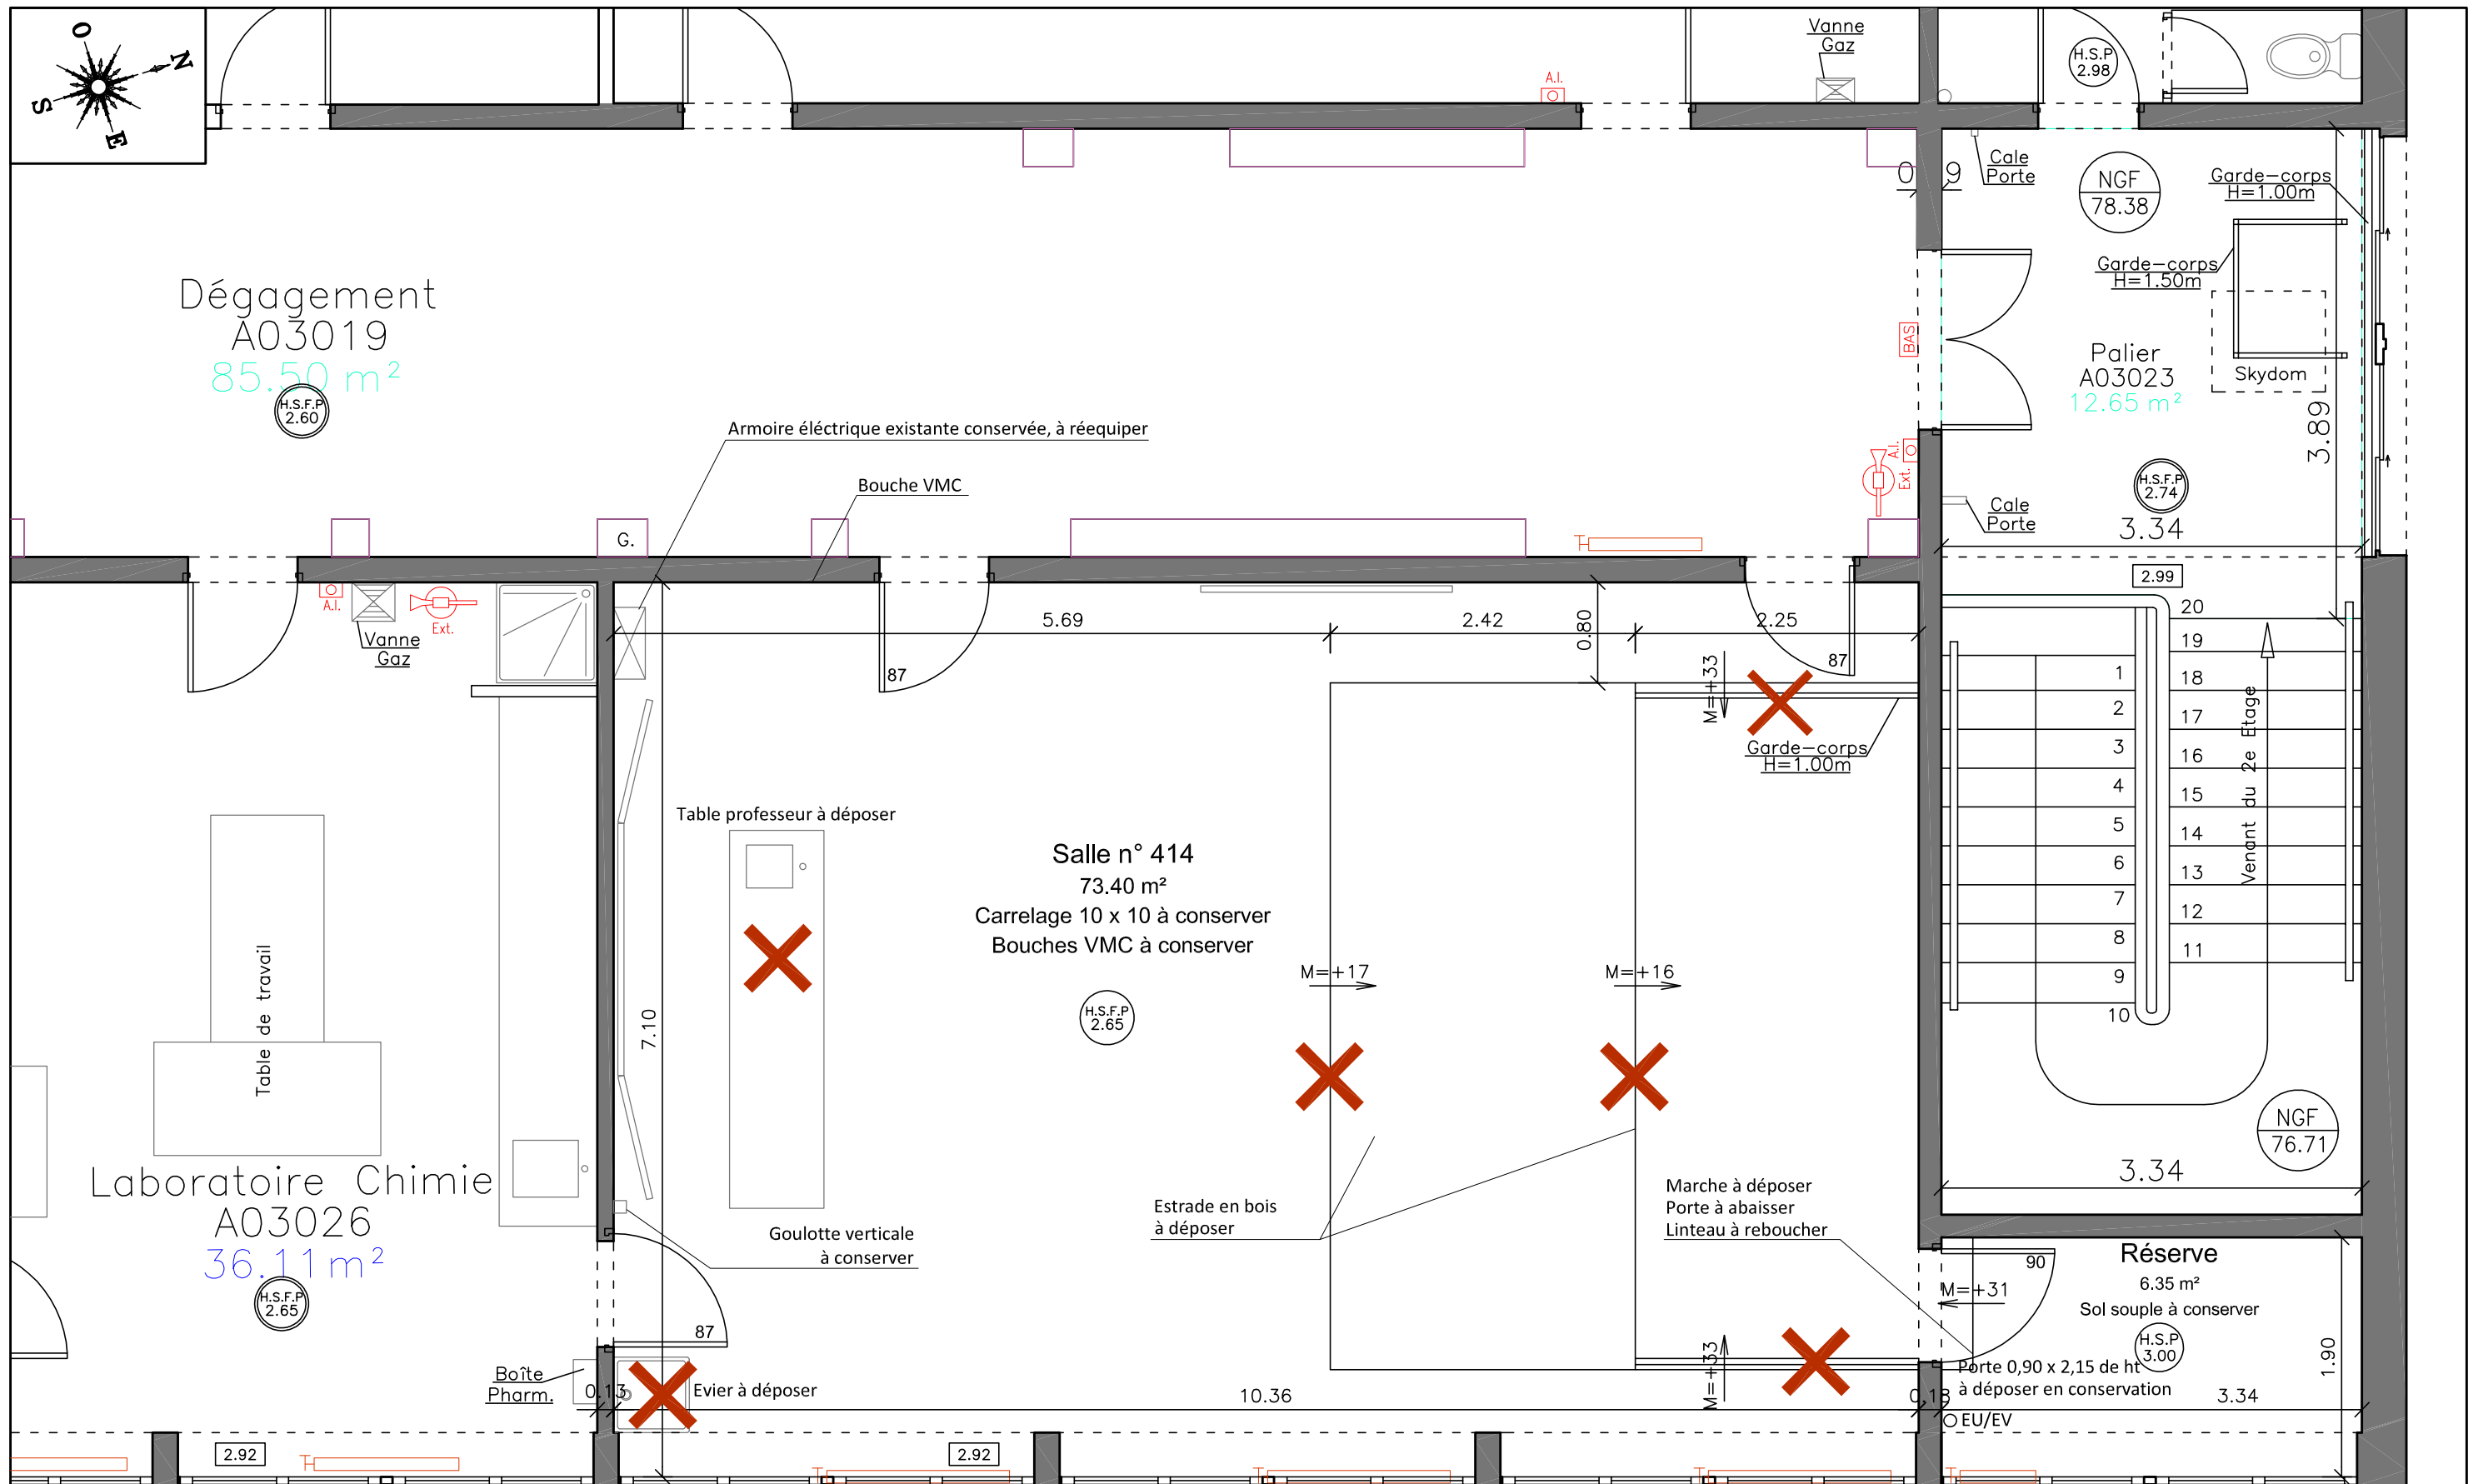 O
N
S
E
Vanne
Gaz
A.I.
H.S.P
2.98
Cale
Porte
NGF
78.38
Garde-corps
H=1.00m
Garde-corps
H=1.50m
Skydom
Palier
A03023
12.65 m²
3.89
H.S.F.P
2.74
Cale
Porte
3.34
2.99
BAS
A.I.
Ext.
Dégagement
A03019
85.50 m²
H.S.F.P
2.60
Armoire éléctrique existante conservée, à réequiper
Bouche VMC
G.
A.I.
Vanne
Gaz
Ext.
5.69
2.42
2.25
0.80
87
87
M=+33
Garde-corps
H=1.00m
20
19
18
17
16
15
14
13
12
11
1
2
3
4
5
6
7
8
9
10
Venant du 2e Etage
Table professeur à déposer
Salle n° 414
73.40 m²
Carrelage 10 x 10 à conserver
Bouches VMC à conserver
H.S.F.P
2.65
M=+17
M=+16
7.10
Table de travail
Laboratoire Chimie
A03026
36.11m²
H.S.F.P
2.65
NGF
76.71
3.34
Goulotte verticale
à conserver
Estrade en bois
à déposer
Marche à déposer
Porte à abaisser
Linteau à reboucher
Réserve
6.35 m²
Sol souple à conserver
H.S.P
3.00
90
M=+31
1.90
Porte 0,90 x 2,15 de ht
à déposer en conservation
87
Boîte
Pharm.
0.13
Evier à déposer
10.36
M=+33
0.18
3.34
EU/EV
2.92
2.92